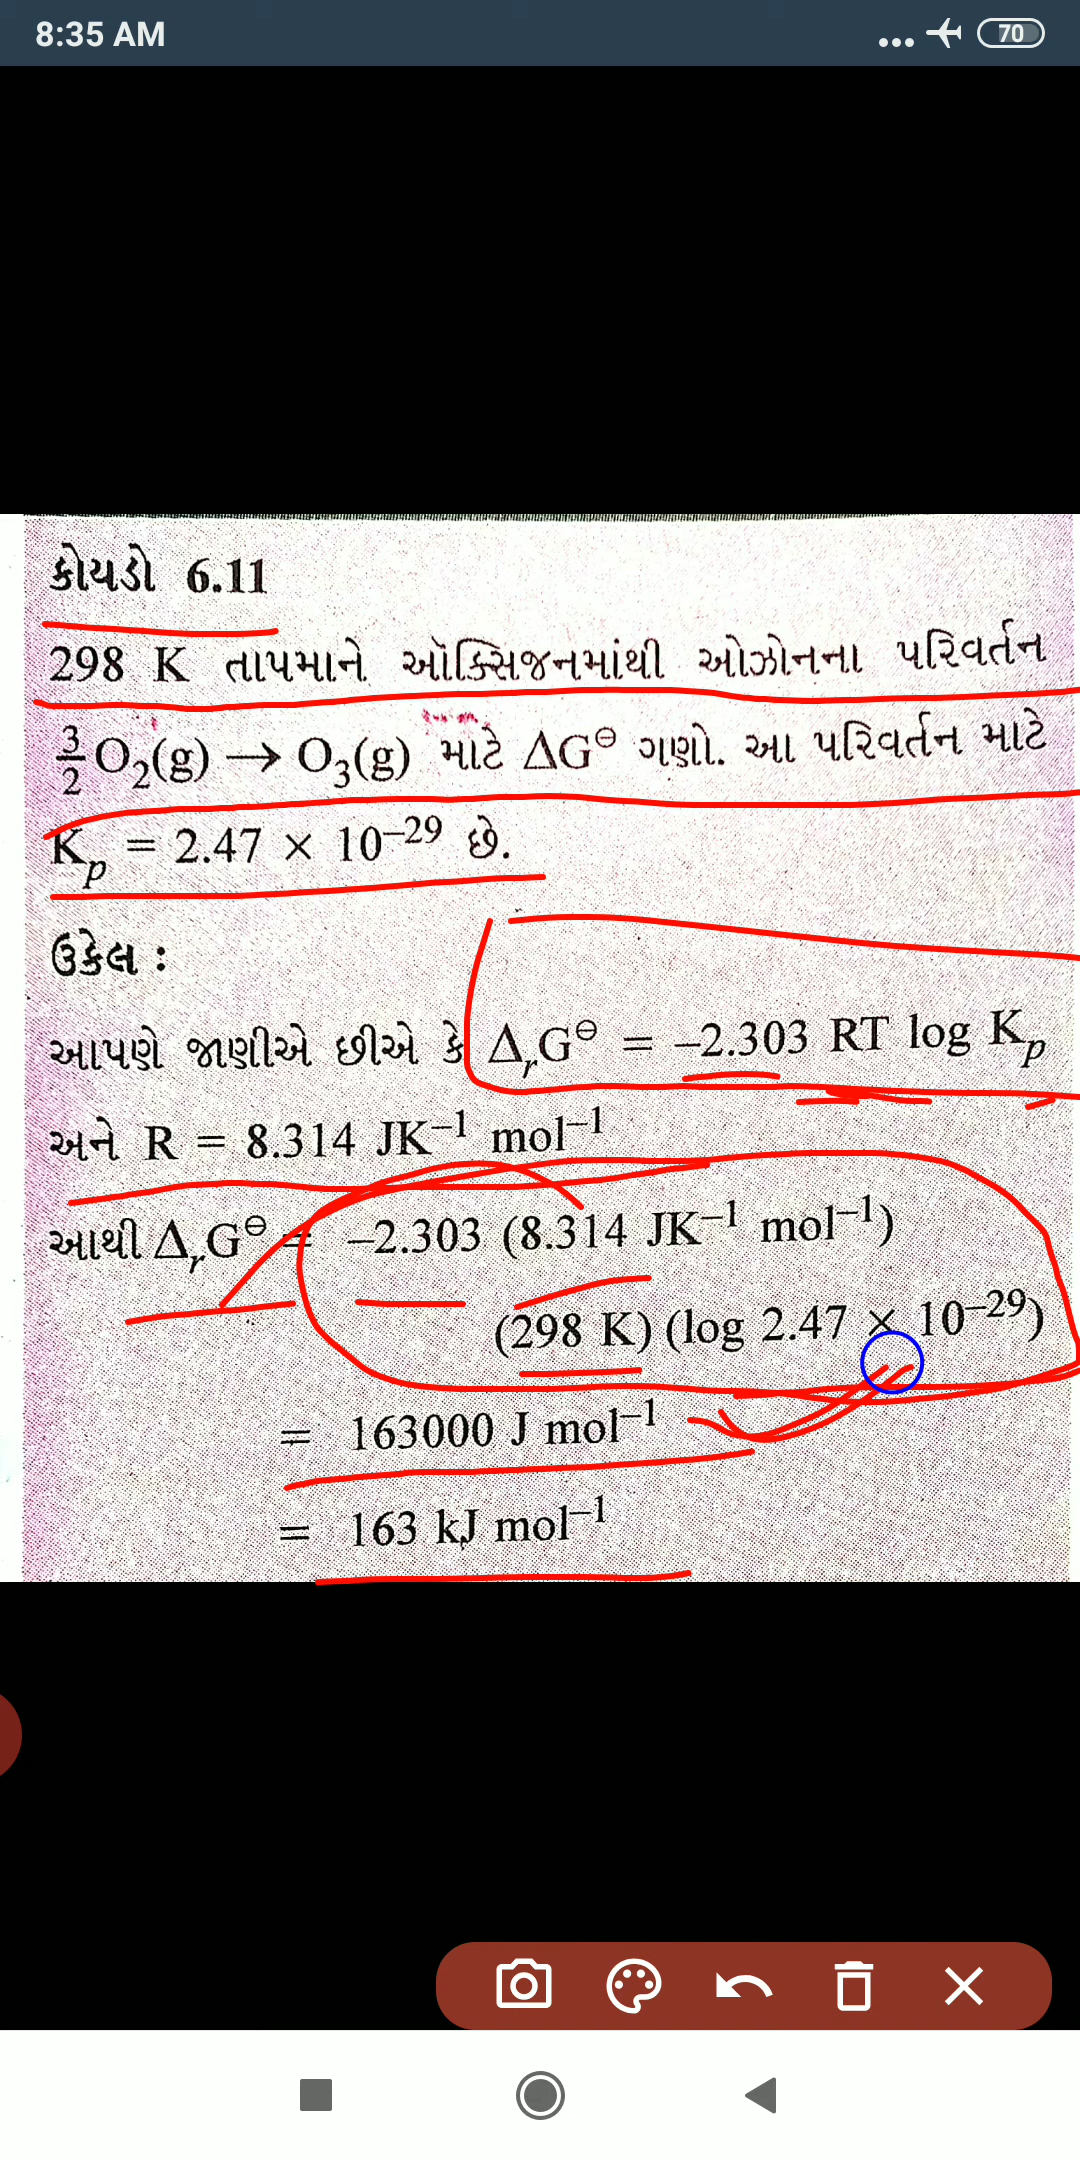 8:35 AM
70
કોયડો 6.11
298 K તાપમાને ઑક્સિજનમાંથી ઓઝોનના પરિવર્તન
3/2 O₂(g) → O₃(g) માટે ΔG⊖ ગણો. આ પરિવર્તન માટે
Kₚ = 2.47 × 10⁻²⁹ છે.
ઉકેલ :
આપણે જાણીએ છીએ કે ΔᵣG⊖ = –2.303 RT log Kₚ
અને R = 8.314 JK⁻¹ mol⁻¹
આથી ΔᵣG⊖ = –2.303 (8.314 JK⁻¹ mol⁻¹)
(298 K) (log 2.47 × 10⁻²⁹)
= 163000 J mol⁻¹
= 163 kJ mol⁻¹